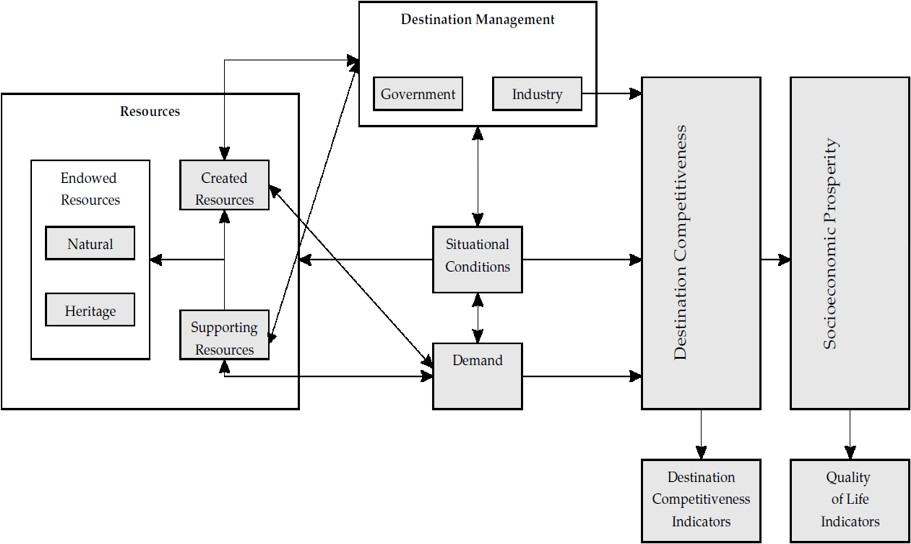 Destination Management
Government
Industry
Resources
Endowed
Resources
Natural
Heritage
Created
Resources
Supporting
Resources
Situational
Conditions
Demand
Destination Competitiveness
Socioeconomic Prosperity
Destination
Competitiveness
Indicators
Quality
of Life
Indicators